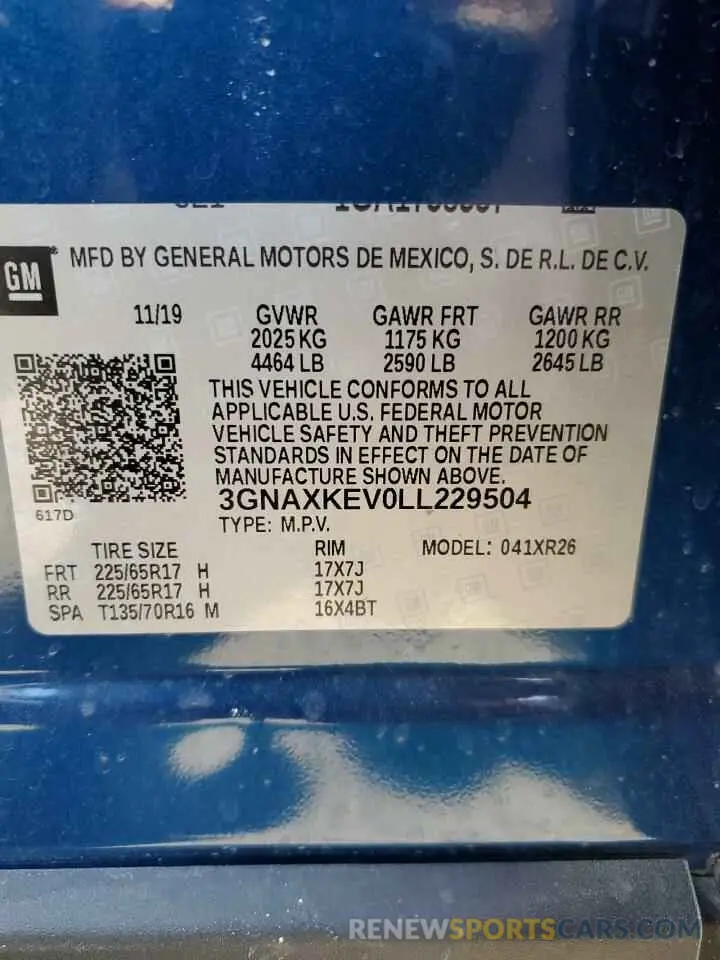 GM
MFD BY GENERAL MOTORS DE MEXICO, S. DE R.L. DE C.V.
11/19 GVWR GAWR FRT GAWR RR
2025 KG 1175 KG 1200 KG
4464 LB 2590 LB 2645 LB
THIS VEHICLE CONFORMS TO ALL
APPLICABLE U.S. FEDERAL MOTOR
VEHICLE SAFETY AND THEFT PREVENTION
STANDARDS IN EFFECT ON THE DATE OF
MANUFACTURE SHOWN ABOVE.
617D
3GNAXKEV0LL229504
TYPE: M.P.V.
TIRE SIZE RIM MODEL: 041XR26
FRT 225/65R17 H 17X7J
RR 225/65R17 H 17X7J
SPA T135/70R16 M 16X4BT
RENEWSPORTSCARS.COM